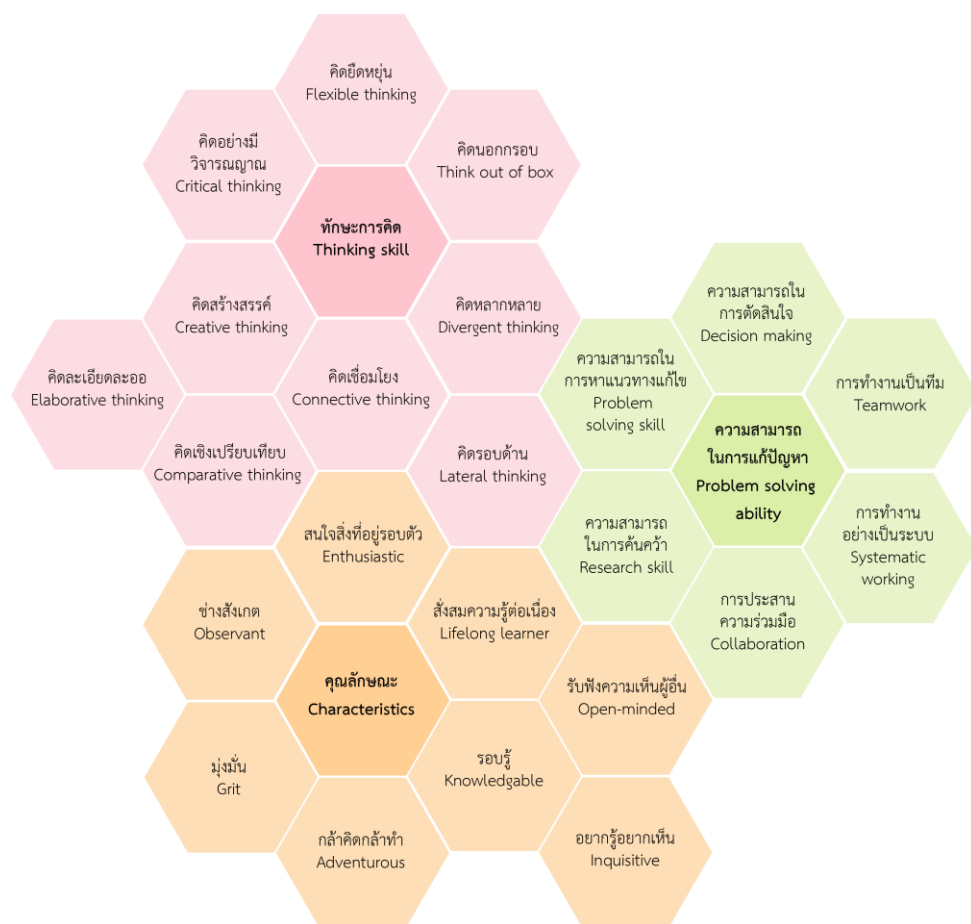 คิดยืดหยุ่น
Flexible thinking
คิดอย่างมี
วิจารณญาณ
Critical thinking
คิดนอกกรอบ
Think out of box
ทักษะการคิด
Thinking skill
คิดสร้างสรรค์
Creative thinking
คิดหลากหลาย
Divergent thinking
คิดละเอียดละออ
Elaborative thinking
คิดเชื่อมโยง
Connective thinking
คิดเชิงเปรียบเทียบ
Comparative thinking
คิดรอบด้าน
Lateral thinking
ความสามารถใน
การตัดสินใจ
Decision making
ความสามารถใน
การหาแนวทางแก้ไข
Problem
solving skill
การทำงานเป็นทีม
Teamwork
ความสามารถ
ในการแก้ปัญหา
Problem solving
ability
ความสามารถ
ในการค้นคว้า
Research skill
การทำงาน
อย่างเป็นระบบ
Systematic
working
การประสาน
ความร่วมมือ
Collaboration
สนใจสิ่งที่อยู่รอบตัว
Enthusiastic
ช่างสังเกต
Observant
สั่งสมความรู้ต่อเนื่อง
Lifelong learner
คุณลักษณะ
Characteristics
รับฟังความเห็นผู้อื่น
Open-minded
มุ่งมั่น
Grit
รอบรู้
Knowledgable
กล้าคิดกล้าทำ
Adventurous
อยากรู้อยากเห็น
Inquisitive